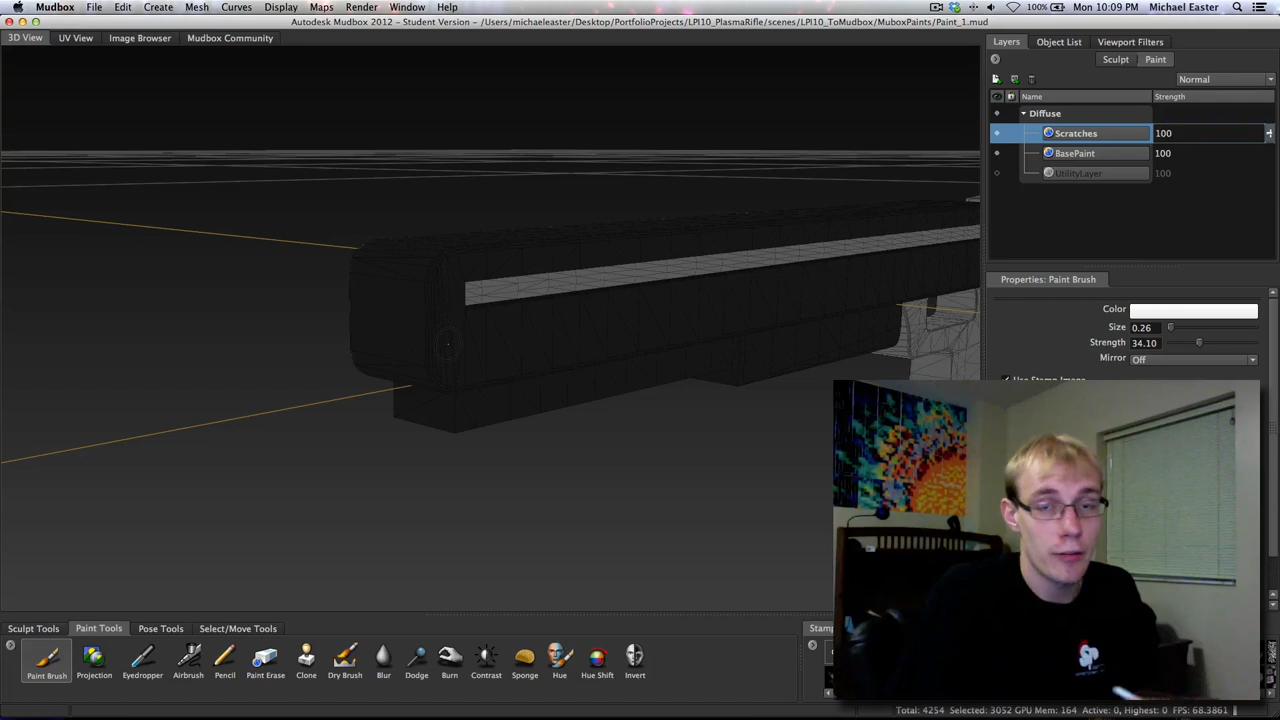 Mudbox File Edit Create Mesh Curves Display Maps Render Window Help 100% Mon 10:09 PM Michael Easter
Autodesk Mudbox 2012 - Student Version - /Users/michaeleaster/Desktop/PortfolioProjects/LPI10_PlasmaRifle/scenes/LPI10_ToMudbox/MuboxPaints/Paint_1.mud
3D View UV View Image Browser Mudbox Community
Layers Object List Viewport Filters
Sculpt Paint
Normal
Name Strength
Diffuse
Scratches 100
BasePaint 100
UtilityLayer 100
Properties: Paint Brush
Color
Size 0.26
Strength 34.10
Mirror Off
Use Stamp Image
Sculpt Tools Paint Tools Pose Tools Select/Move Tools
Paint Brush Projection Eyedropper Airbrush Pencil Paint Erase Clone Dry Brush Blur Dodge Burn Contrast Sponge Hue Hue Shift Invert
Total: 4254 Selected: 3052 GPU Mem: 164 Active: 0, Highest: 0 FPS: 68.3861